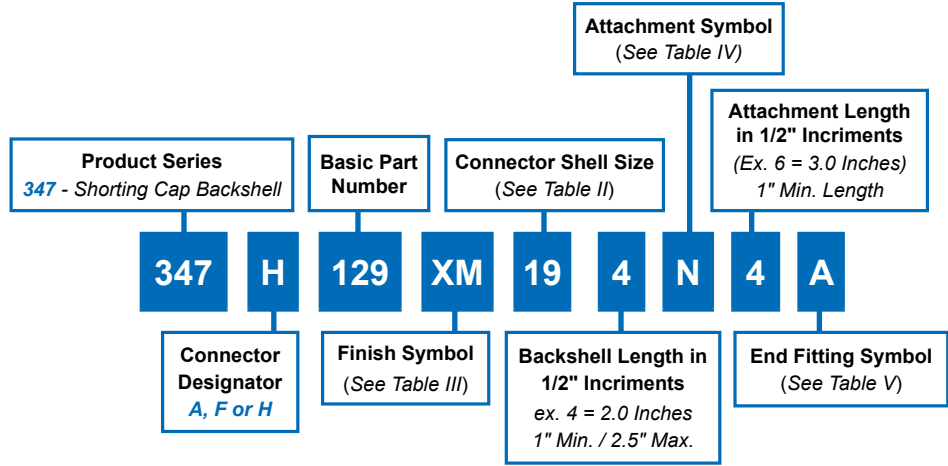 Attachment Symbol
(See Table IV)
Attachment Length
in 1/2" Incriments
(Ex. 6 = 3.0 Inches)
1" Min. Length
Product Series
347 - Shorting Cap Backshell
Basic Part
Number
Connector Shell Size
(See Table II)
347 H 129 XM 19 4 N 4 A
Connector
Designator
A, F or H
Finish Symbol
(See Table III)
Backshell Length in
1/2" Incriments
ex. 4 = 2.0 Inches
1" Min. / 2.5" Max.
End Fitting Symbol
(See Table V)